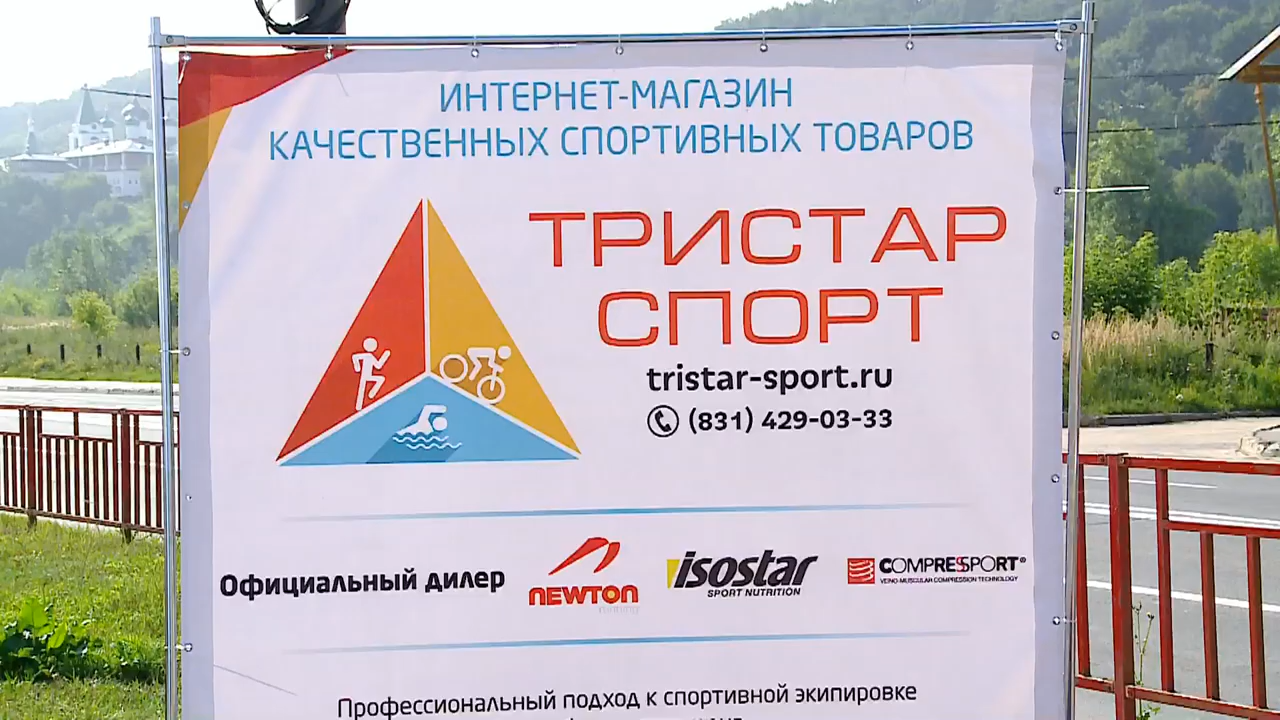 ИНТЕРНЕТ-МАГАЗИН
КАЧЕСТВЕННЫХ СПОРТИВНЫХ ТОВАРОВ
ТРИСТАР
СПОРТ
tristar-sport.ru
(831) 429-03-33
Официальный дилер
NEWTON
running
isostar
SPORT NUTRITION
COMPRESSPORT®
VEINO-MUSCULAR COMPRESSION TECHNOLOGY
Профессиональный подход к спортивной экипировке